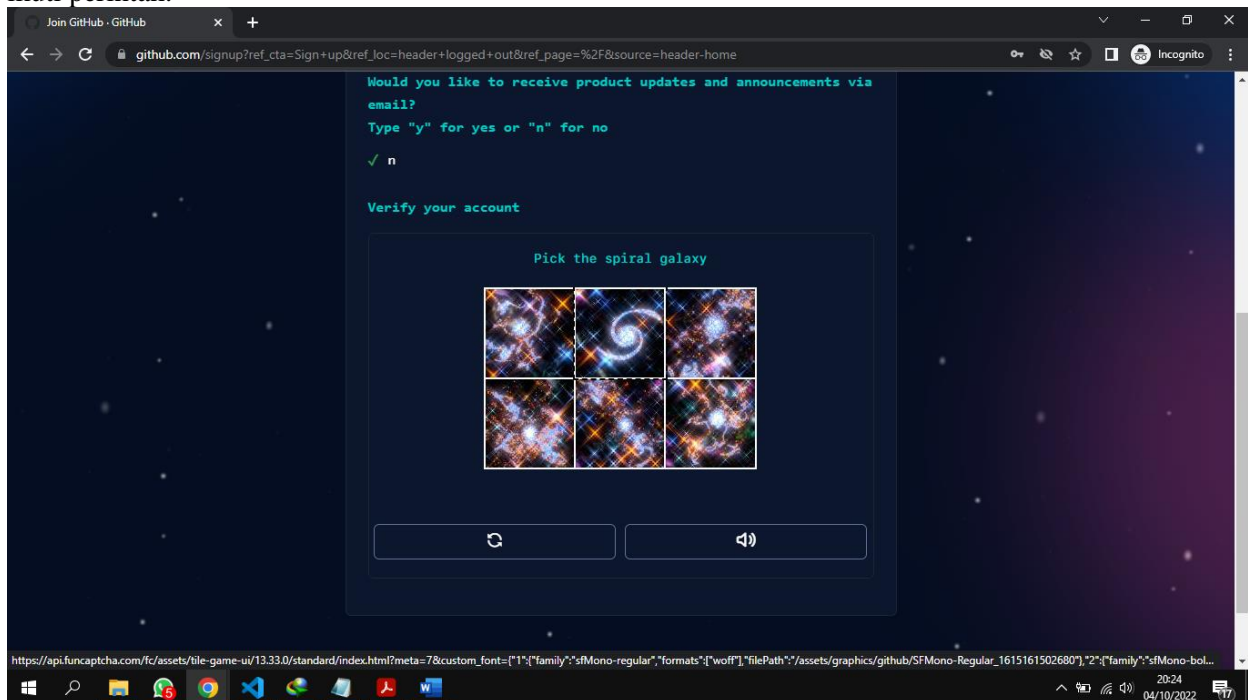 Join GitHub · GitHub
github.com/signup?ref_cta=Sign+up&ref_loc=header+logged+out&ref_page=%2F&source=header-home
Incognito
Would you like to receive product updates and announcements via
email?
Type "y" for yes or "n" for no
✓ n
Verify your account
Pick the spiral galaxy
https://api.funcaptcha.com/fc/assets/tile-game-ui/13.33.0/standard/index.html?meta=7&custom_font={"1":{"family":"sfMono-regular","formats":["woff"],"filePath":"/assets/graphics/github/SFMono-Regular_1615161502680"},"2":{"family":"sfMono-bol...
20:24
04/10/2022
17